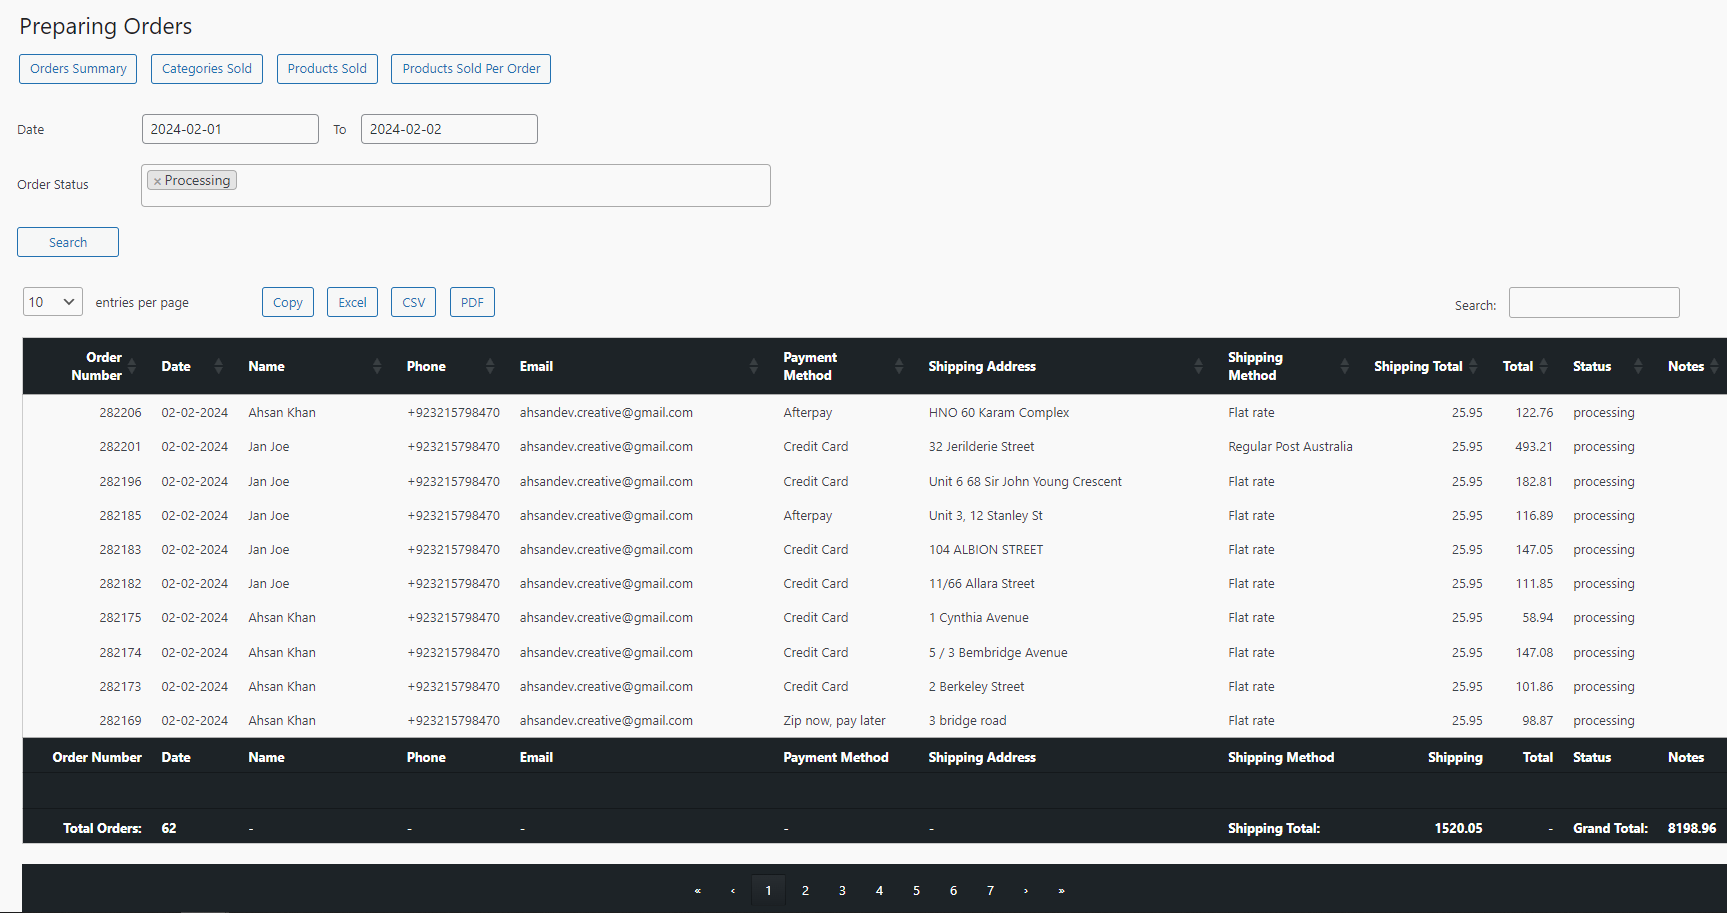 Preparing Orders
Orders Summary Categories Sold Products Sold Products Sold Per Order
Date 2024-02-01 To 2024-02-02
Order Status × Processing
Search
10 entries per page Copy Excel CSV PDF Search:
Order Number Date Name Phone Email Payment Method Shipping Address Shipping Method Shipping Total Total Status Notes
282206 02-02-2024 Ahsan Khan +923215798470 ahsandev.creative@gmail.com Afterpay HNO 60 Karam Complex Flat rate 25.95 122.76 processing
282201 02-02-2024 Jan Joe +923215798470 ahsandev.creative@gmail.com Credit Card 32 Jerilderie Street Regular Post Australia 25.95 493.21 processing
282196 02-02-2024 Jan Joe +923215798470 ahsandev.creative@gmail.com Credit Card Unit 6 68 Sir John Young Crescent Flat rate 25.95 182.81 processing
282185 02-02-2024 Jan Joe +923215798470 ahsandev.creative@gmail.com Afterpay Unit 3, 12 Stanley St Flat rate 25.95 116.89 processing
282183 02-02-2024 Jan Joe +923215798470 ahsandev.creative@gmail.com Credit Card 104 ALBION STREET Flat rate 25.95 147.05 processing
282182 02-02-2024 Jan Joe +923215798470 ahsandev.creative@gmail.com Credit Card 11/66 Allara Street Flat rate 25.95 111.85 processing
282175 02-02-2024 Ahsan Khan +923215798470 ahsandev.creative@gmail.com Credit Card 1 Cynthia Avenue Flat rate 25.95 58.94 processing
282174 02-02-2024 Ahsan Khan +923215798470 ahsandev.creative@gmail.com Credit Card 5 / 3 Bembridge Avenue Flat rate 25.95 147.08 processing
282173 02-02-2024 Ahsan Khan +923215798470 ahsandev.creative@gmail.com Credit Card 2 Berkeley Street Flat rate 25.95 101.86 processing
282169 02-02-2024 Ahsan Khan +923215798470 ahsandev.creative@gmail.com Zip now, pay later 3 bridge road Flat rate 25.95 98.87 processing
Order Number Date Name Phone Email Payment Method Shipping Address Shipping Method Shipping Total Status Notes
Total Orders: 62 - - - - - Shipping Total: 1520.05 - Grand Total: 8198.96
« ‹ 1 2 3 4 5 6 7 › »